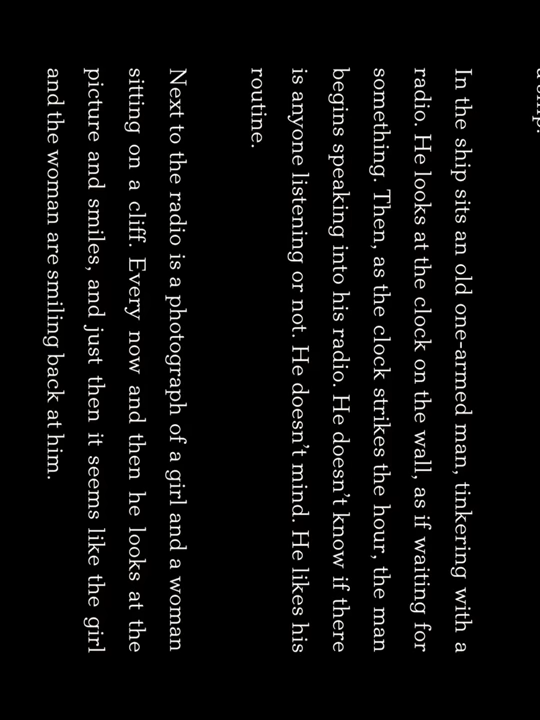 In the ship sits an old one-armed man, tinkering with a
radio. He looks at the clock on the wall, as if waiting for
something. Then, as the clock strikes the hour, the man
begins speaking into his radio. He doesn't know if there
is anyone listening or not. He doesn't mind. He likes his
routine.
Next to the radio is a photograph of a girl and a woman
sitting on a cliff. Every now and then he looks at the
picture and smiles, and just then it seems like the girl
and the woman are smiling back at him.